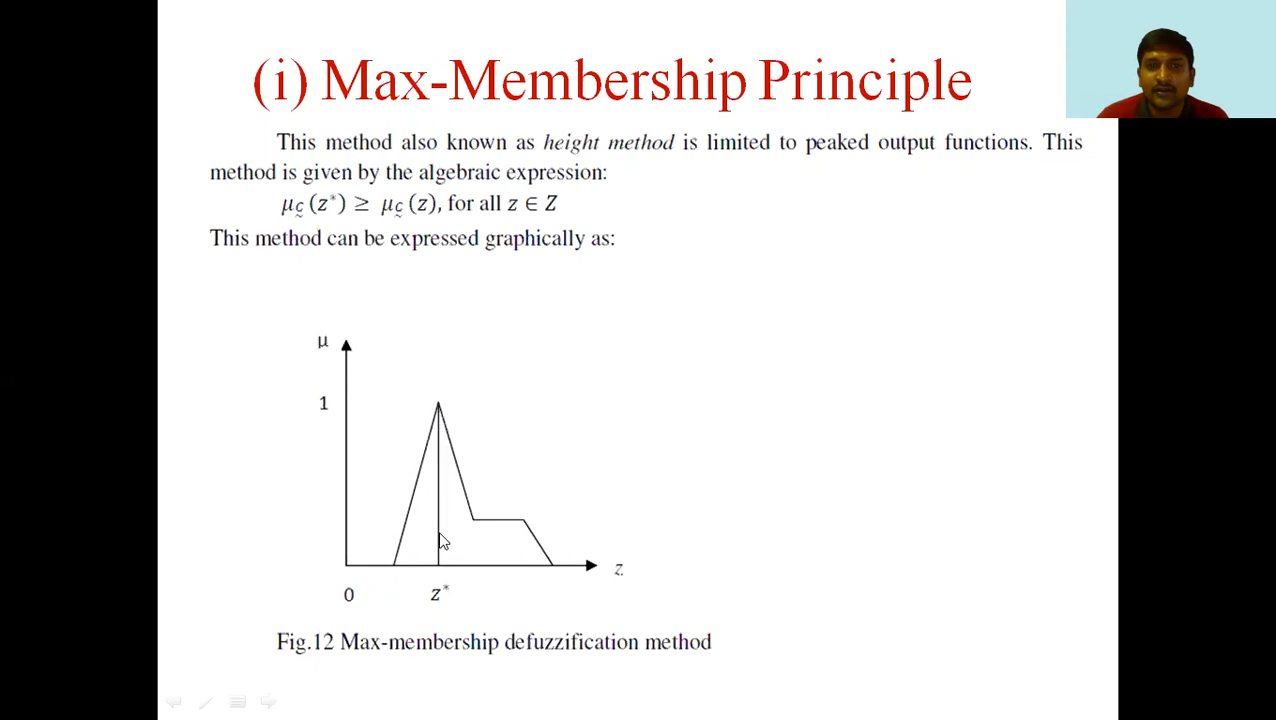 (i) Max-Membership Principle
This method also known as height method is limited to peaked output functions. This
method is given by the algebraic expression:
μ_C̰ (z*) ≥ μ_C̰ (z), for all z ∈ Z
This method can be expressed graphically as:
μ
1
z
0
z*
Fig.12 Max-membership defuzzification method